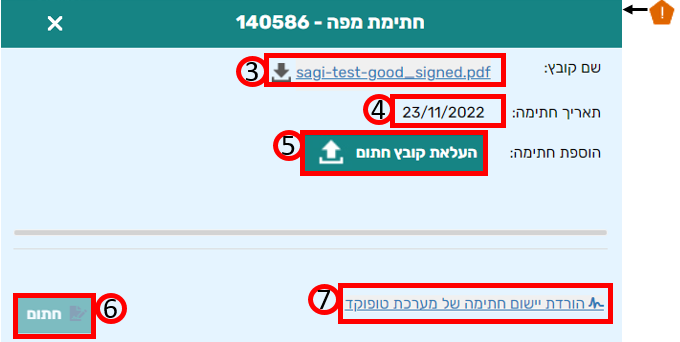 חתימת מפה - 140586
שם קובץ: sagi-test-good_signed.pdf ③
תאריך חתימה: 23/11/2022 ④
הוספת חתימה: העלאת קובץ חתום ⑤
הורדת יישום חתימה של מערכת טופוקד ⑦
חתום ⑥